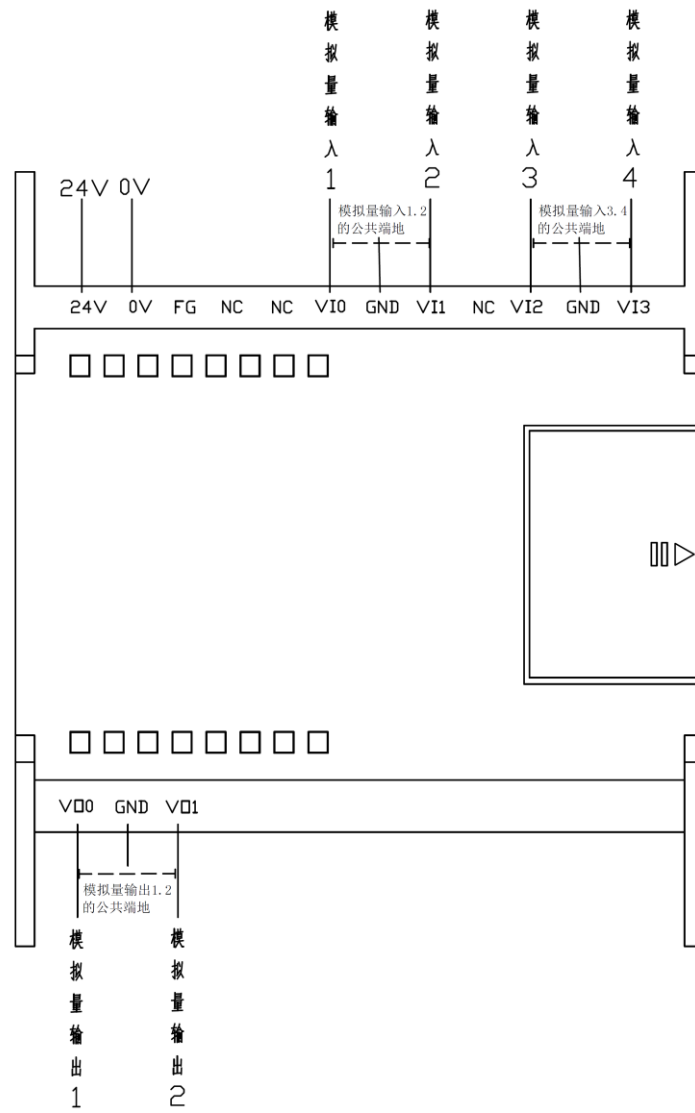 模拟量输入1
模拟量输入2
模拟量输入3
模拟量输入4
24V 0V
模拟量输入1.2
的公共端地
模拟量输入3.4
的公共端地
24V 0V FG NC NC VI0 GND VI1 NC VI2 GND VI3
VO0 GND VO1
模拟量输出1.2
的公共端地
模拟量输出1
模拟量输出2